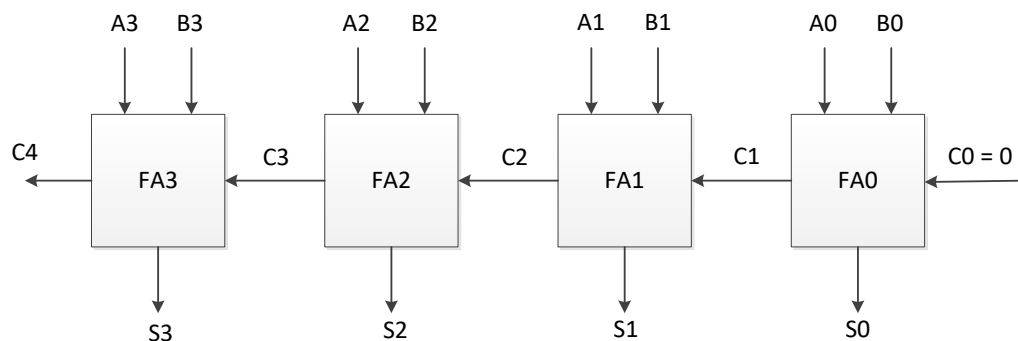 A3 B3 A2 B2 A1 B1 A0 B0
C4 C3 C2 C1 C0 = 0
FA3 FA2 FA1 FA0
S3 S2 S1 S0